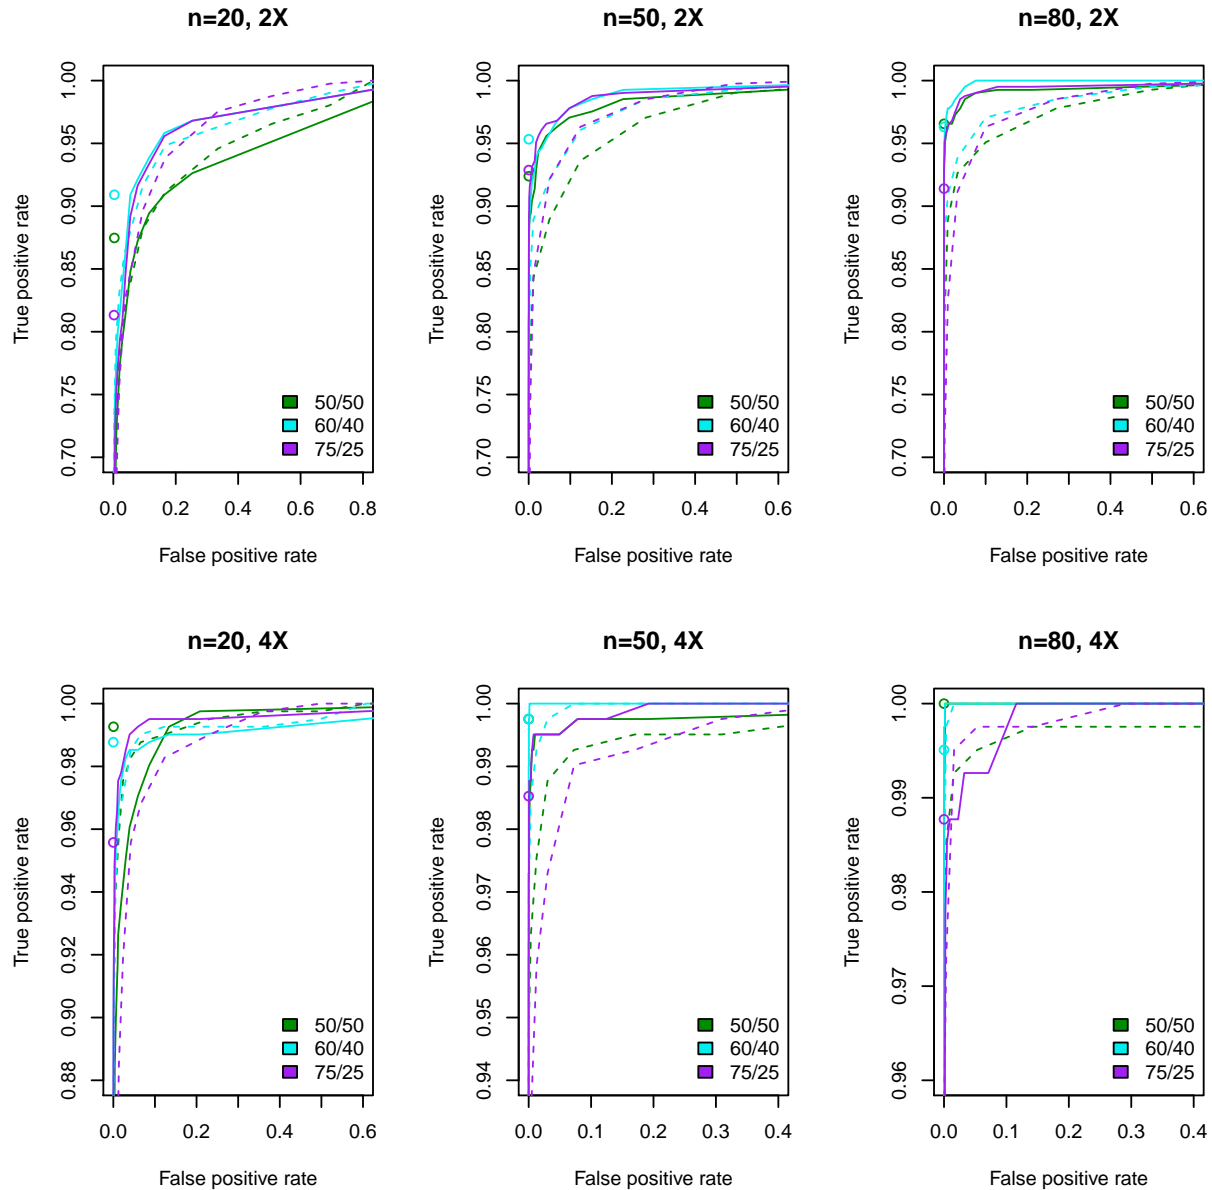 n=20, 2X
True positive rate
1.00
0.95
0.90
0.85
0.80
0.75
0.70
50/50
60/40
75/25
0.0 0.2 0.4 0.6 0.8
False positive rate
n=50, 2X
True positive rate
1.00
0.95
0.90
0.85
0.80
0.75
0.70
50/50
60/40
75/25
0.0 0.2 0.4 0.6
False positive rate
n=80, 2X
True positive rate
1.00
0.95
0.90
0.85
0.80
0.75
0.70
50/50
60/40
75/25
0.0 0.2 0.4 0.6
False positive rate
n=20, 4X
True positive rate
1.00
0.98
0.96
0.94
0.92
0.90
0.88
50/50
60/40
75/25
0.0 0.2 0.4 0.6
False positive rate
n=50, 4X
True positive rate
1.00
0.99
0.98
0.97
0.96
0.95
0.94
50/50
60/40
75/25
0.0 0.1 0.2 0.3 0.4
False positive rate
n=80, 4X
True positive rate
1.00
0.99
0.98
0.97
0.96
50/50
60/40
75/25
0.0 0.1 0.2 0.3 0.4
False positive rate